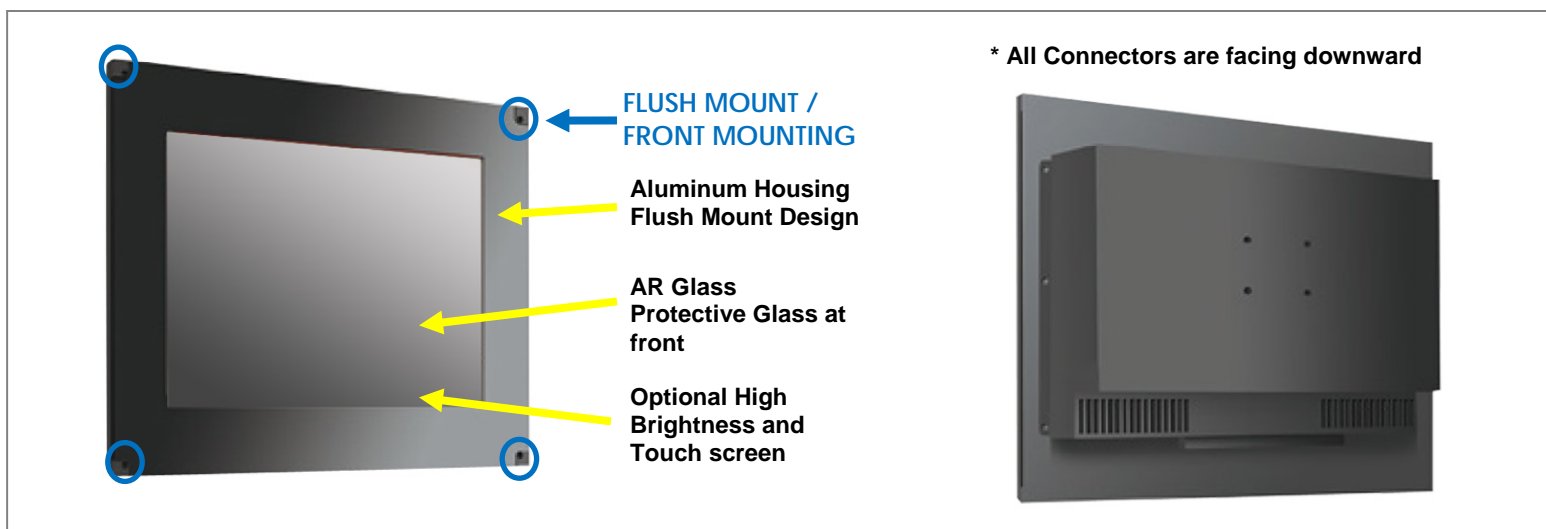 * All Connectors are facing downward
FLUSH MOUNT /
FRONT MOUNTING
Aluminum Housing
Flush Mount Design
AR Glass
Protective Glass at
front
Optional High
Brightness and
Touch screen